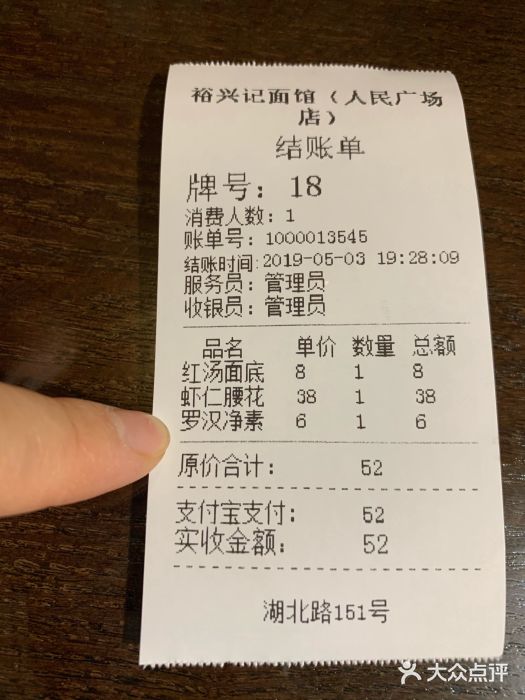 裕兴记面馆（人民广场
店）
结账单
牌号：18
消费人数：1
账单号：1000013545
结账时间:2019-05-03 19:28:09
服务员：管理员
收银员：管理员
品名 单价 数量 总额
红汤面底 8 1 8
虾仁腰花 38 1 38
罗汉净素 6 1 6
原价合计： 52
支付宝支付: 52
实收金额: 52
湖北路151号
大众点评